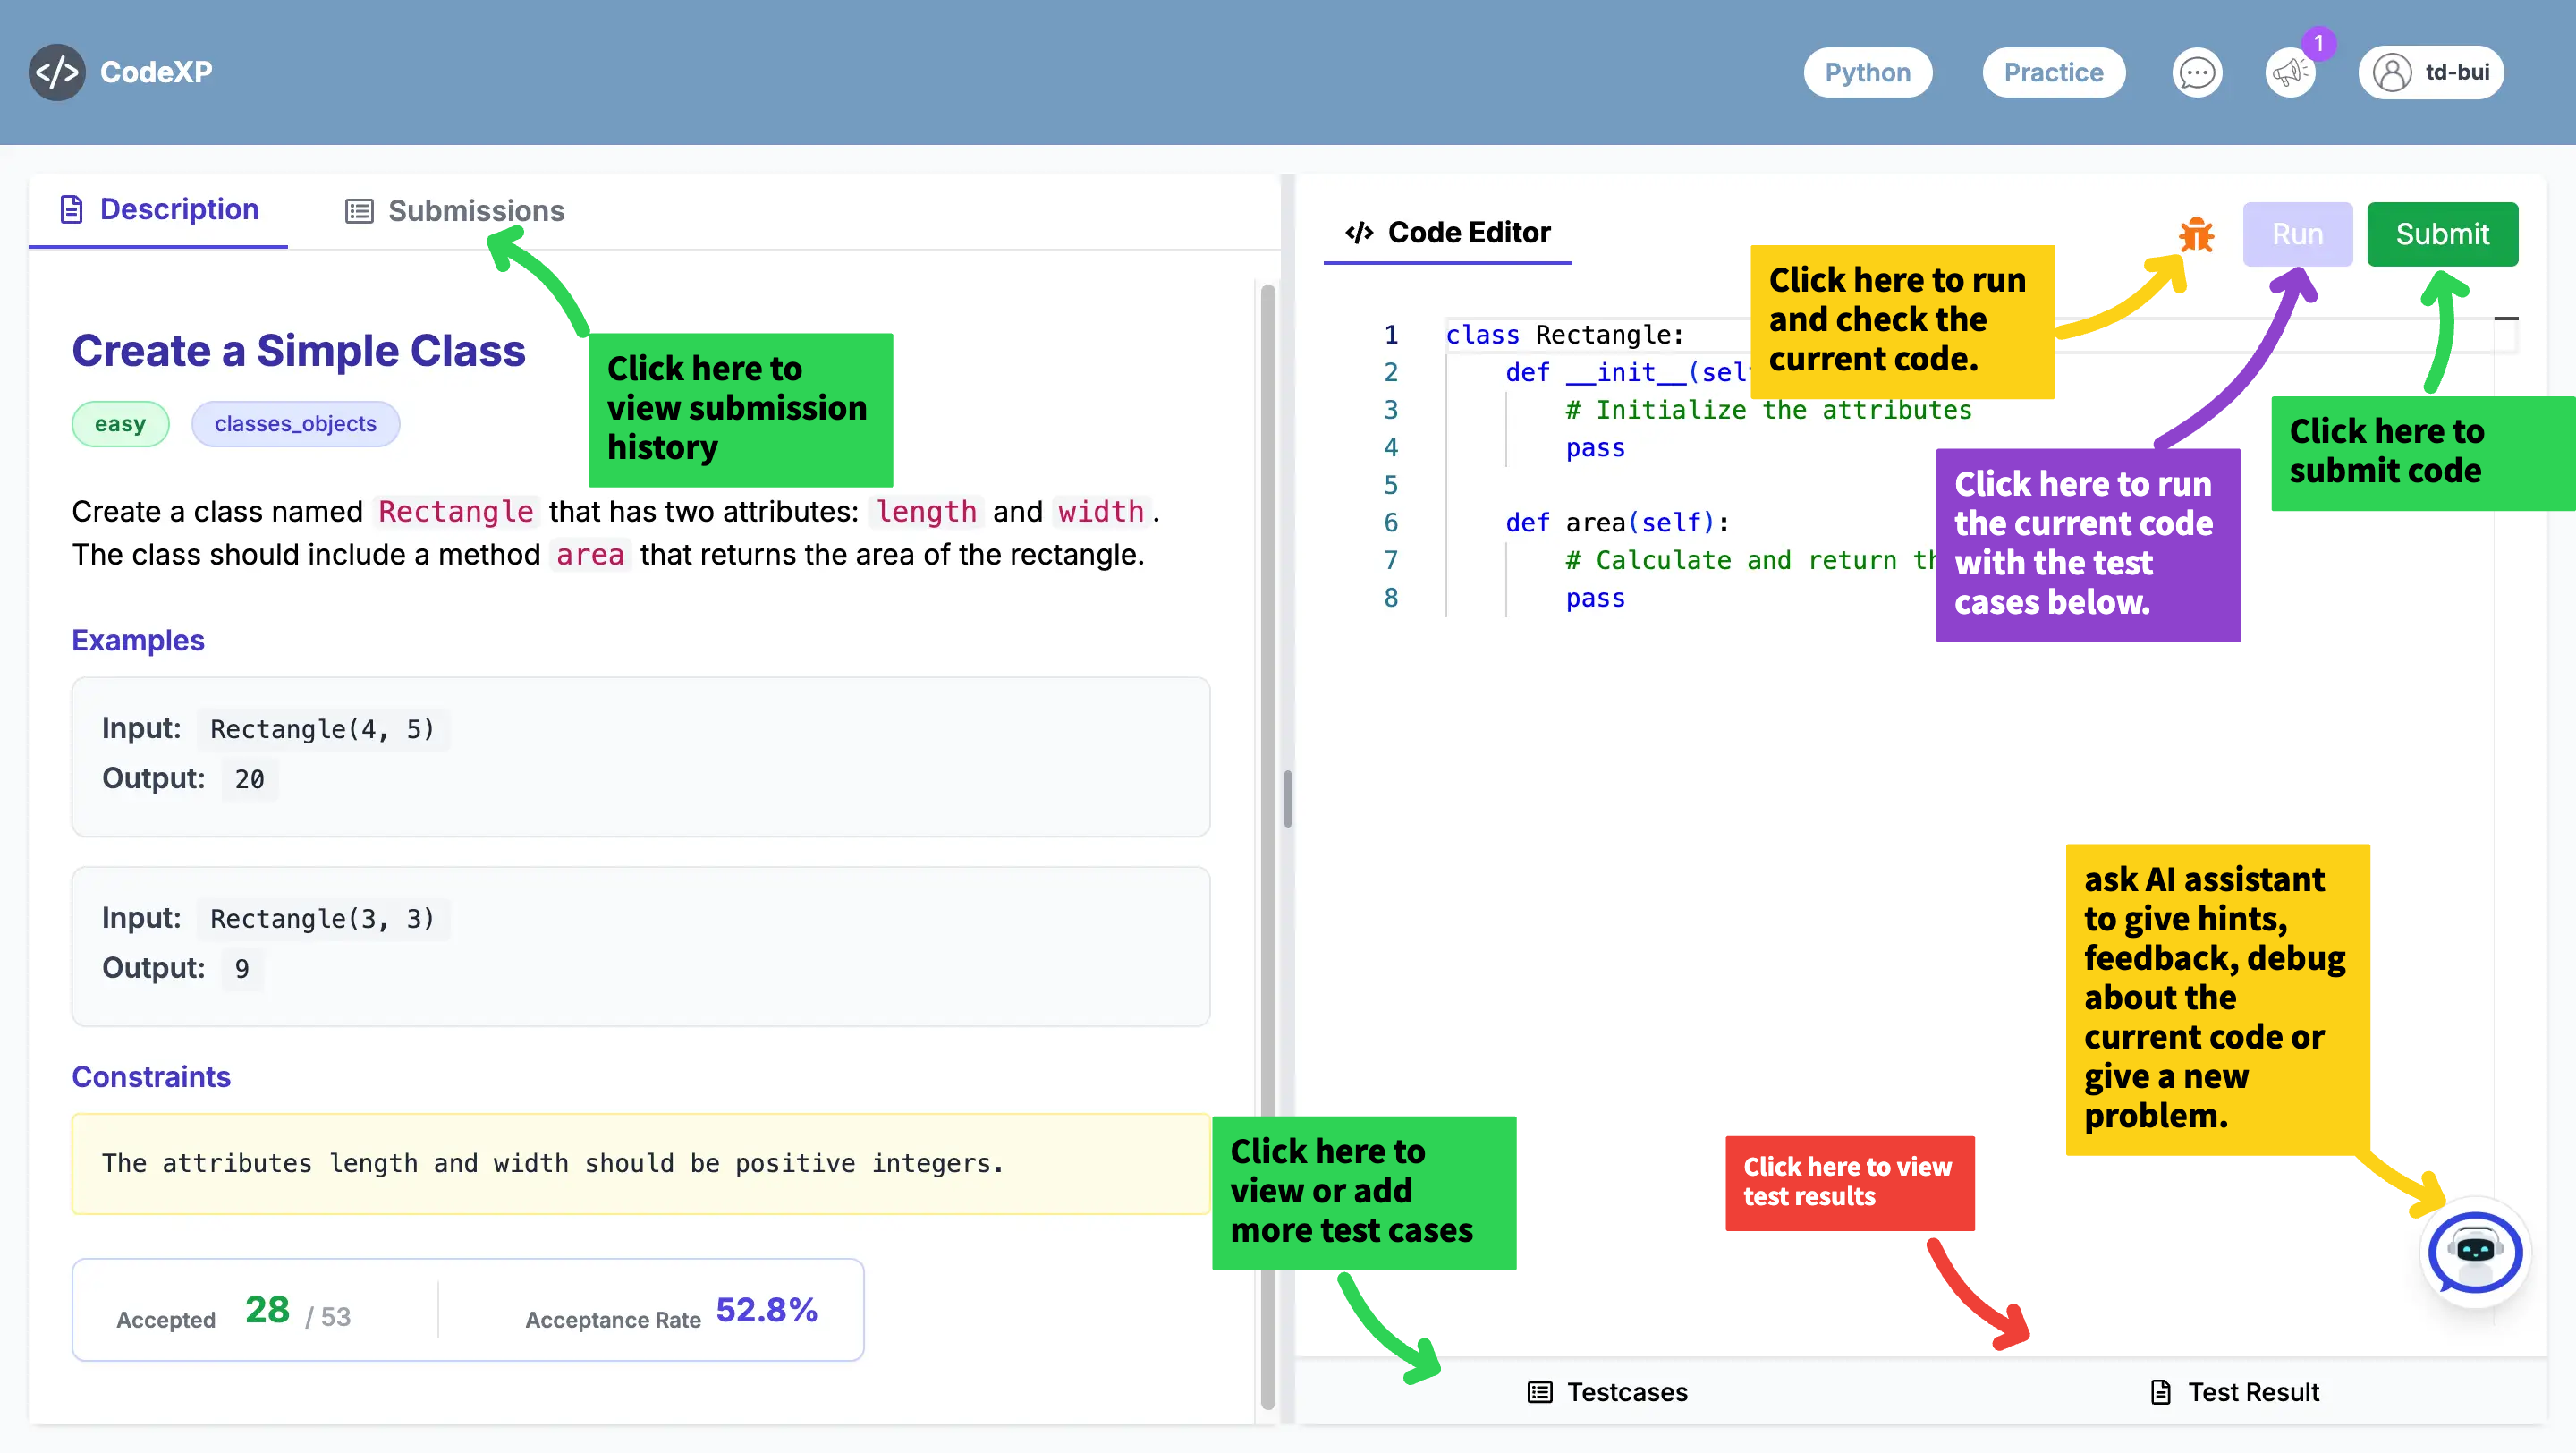 CodeXP
Python
Practice
1
td-bui
Description
Submissions
Click here to
view submission
history
Create a Simple Class
easy
classes_objects
Create a class named Rectangle that has two attributes: length and width.
The class should include a method area that returns the area of the rectangle.
Examples
Input: Rectangle(4, 5)
Output: 20
Input: Rectangle(3, 3)
Output: 9
Constraints
The attributes length and width should be positive integers.
Accepted 28 / 53
Acceptance Rate 52.8%
</> Code Editor
Run
Submit
Click here to run
and check the
current code.
Click here to run
the current code
with the test
cases below.
Click here to
submit code
1 class Rectangle:
2 def __init__(self
3 # Initialize the attributes
4 pass
5
6 def area(self):
7 # Calculate and return th
8 pass
ask AI assistant
to give hints,
feedback, debug
about the
current code or
give a new
problem.
Click here to
view or add
more test cases
Click here to view
test results
Testcases
Test Result